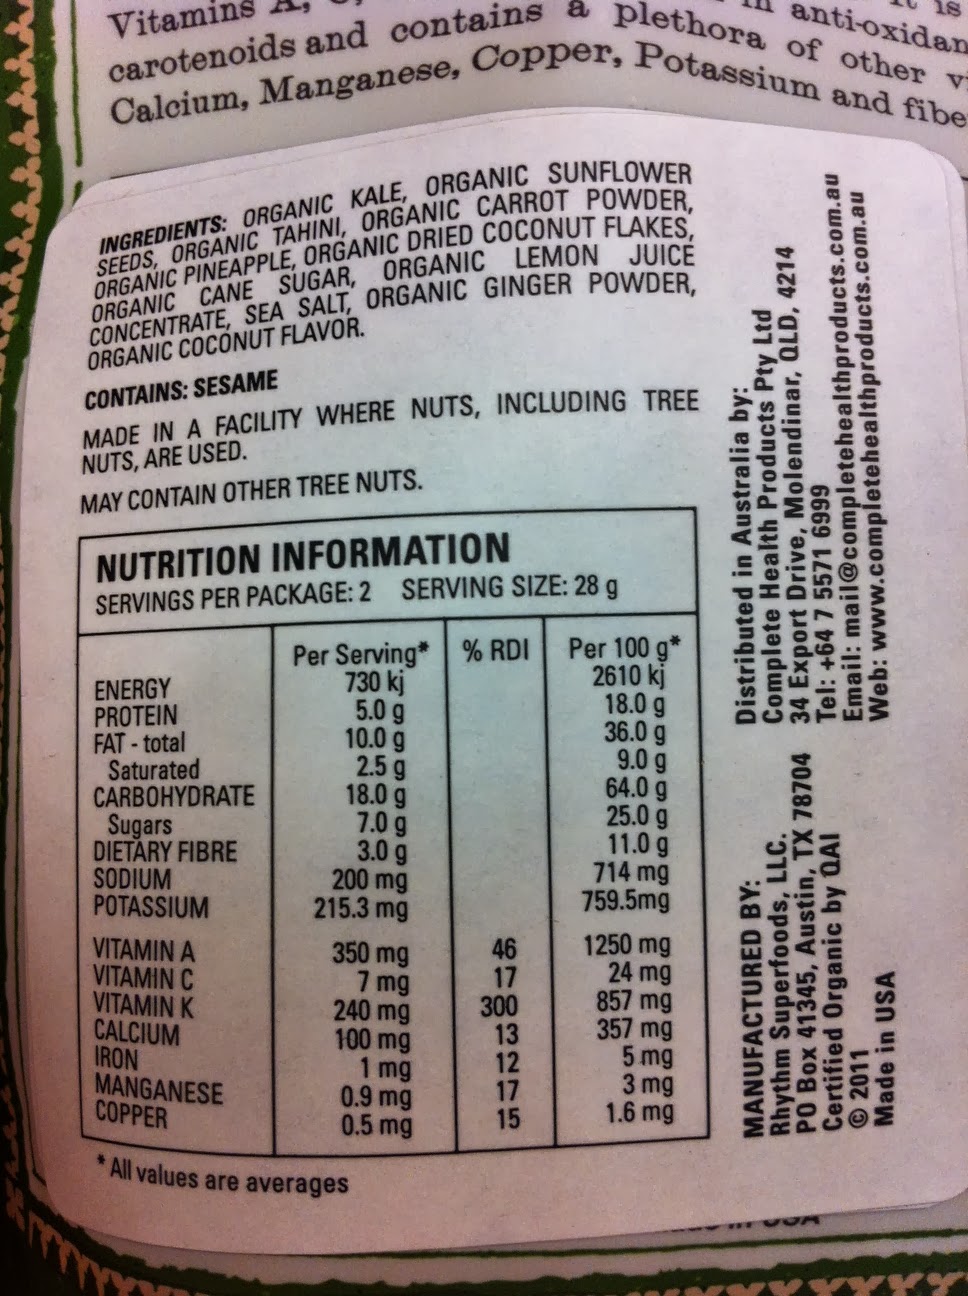 Vitamins A,
carotenoids and contains a plethora of other
Calcium, Manganese, Copper, Potassium and
INGREDIENTS: ORGANIC KALE, ORGANIC SUNFLOWER
SEEDS, ORGANIC TAHINI, ORGANIC CARROT POWDER,
ORGANIC PINEAPPLE, ORGANIC DRIED COCONUT FLAKES,
ORGANIC CANE SUGAR, ORGANIC LEMON JUICE
CONCENTRATE, SEA SALT, ORGANIC GINGER POWDER,
ORGANIC COCONUT FLAVOR.
CONTAINS: SESAME
MADE IN A FACILITY WHERE NUTS, INCLUDING TREE
NUTS, ARE USED.
MAY CONTAIN OTHER TREE NUTS.
NUTRITION INFORMATION
SERVINGS PER PACKAGE: 2 SERVING SIZE: 28 g
Per Serving* % RDI Per 100 g*
ENERGY 730 kj 2610 kj
PROTEIN 5.0 g 18.0 g
FAT - total 10.0 g 36.0 g
Saturated 2.5 g 9.0 g
CARBOHYDRATE 18.0 g 64.0 g
Sugars 7.0 g 25.0 g
DIETARY FIBRE 3.0 g 11.0 g
SODIUM 200 mg 714 mg
POTASSIUM 215.3 mg 759.5mg
VITAMIN A 350 mg 46 1250 mg
VITAMIN C 7 mg 17 24 mg
VITAMIN K 240 mg 300 857 mg
CALCIUM 100 mg 13 357 mg
IRON 1 mg 12 5 mg
MANGANESE 0.9 mg 17 3 mg
COPPER 0.5 mg 15 1.6 mg
* All values are averages
Distributed in Australia by:
Complete Health Products Pty Ltd
34 Export Drive, Molendinar, QLD, 4214
Tel: +64 7 5571 6999
Email: mail@completehealthproducts.com.au
Web: www.completehealthproducts.com.au
MANUFACTURED BY:
Rhythm Superfoods, LLC.
PO Box 41345, Austin, TX 78704
Certified Organic by QAI
© 2011
Made in USA